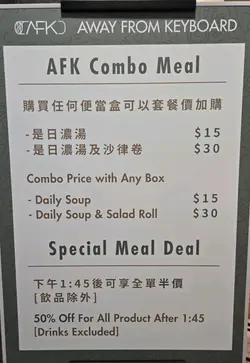 AFK AWAY FROM KEYBOARD
AFK Combo Meal
購買任何便當盒可以套餐價加購
-是日濃湯 $15
-是日濃湯及沙律卷 $30
Combo Price with Any Box
- Daily Soup $15
- Daily Soup & Salad Roll $30
Special Meal Deal
下午1:45後可享全單半價
[飲品除外]
50% Off For All Product After 1:45
[Drinks Excluded]